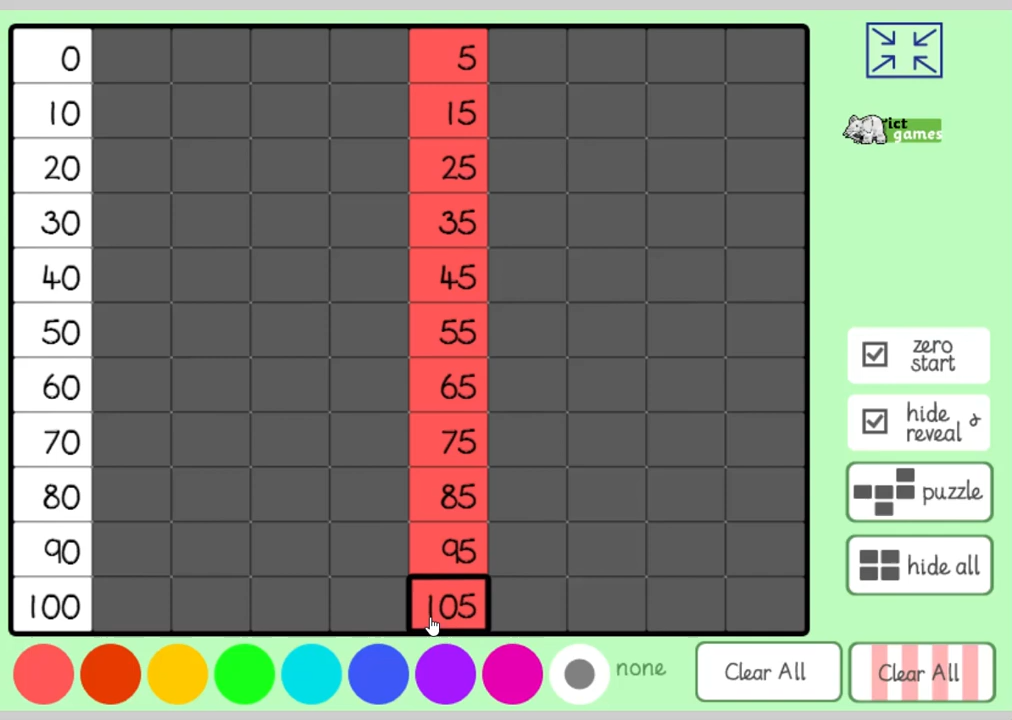 0 5
10 15
20 25
30 35
40 45
50 55
60 65
70 75
80 85
90 95
100 105
ict
games
zero
start
hide &
reveal
puzzle
hide all
none
Clear All
Clear All